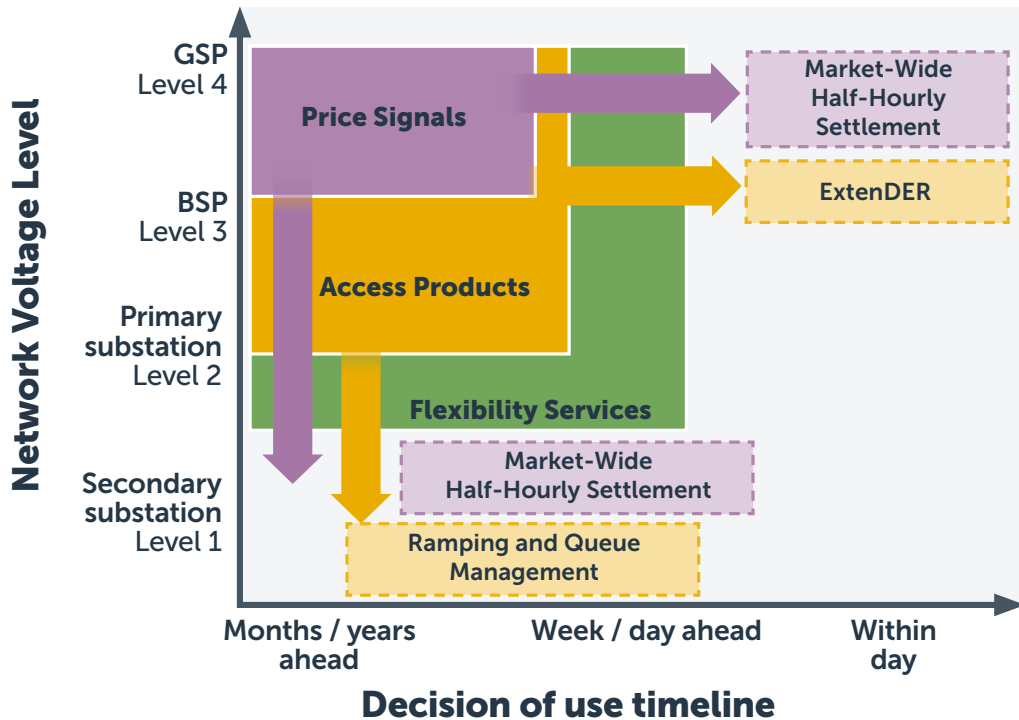 Network Voltage Level
GSP
Level 4
BSP
Level 3
Primary
substation
Level 2
Secondary
substation
Level 1
Price Signals
Access Products
Flexibility Services
Market-Wide
Half-Hourly
Settlement
ExtenDER
Market-Wide
Half-Hourly Settlement
Ramping and Queue
Management
Months / years
ahead
Week / day ahead
Within
day
Decision of use timeline